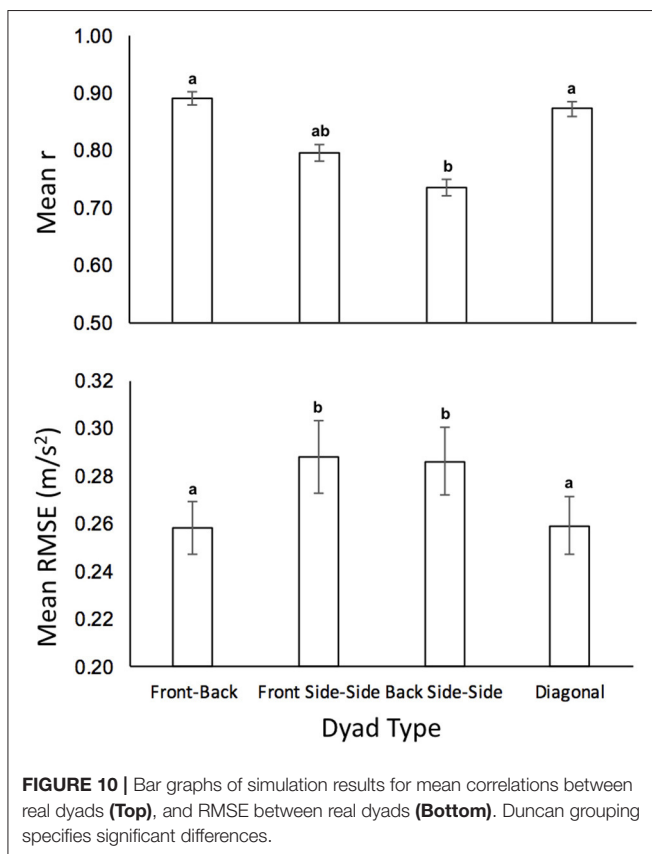 1.00
a
a
0.90
ab
0.80
b
0.70
0.60
0.50
Mean r
0.32
b
b
0.30
0.28
a
a
0.26
0.24
0.22
0.20
Mean RMSE (m/s²)
Front-Back Front Side-Side Back Side-Side Diagonal
Dyad Type
FIGURE 10 | Bar graphs of simulation results for mean correlations between
real dyads (Top), and RMSE between real dyads (Bottom). Duncan grouping
specifies significant differences.